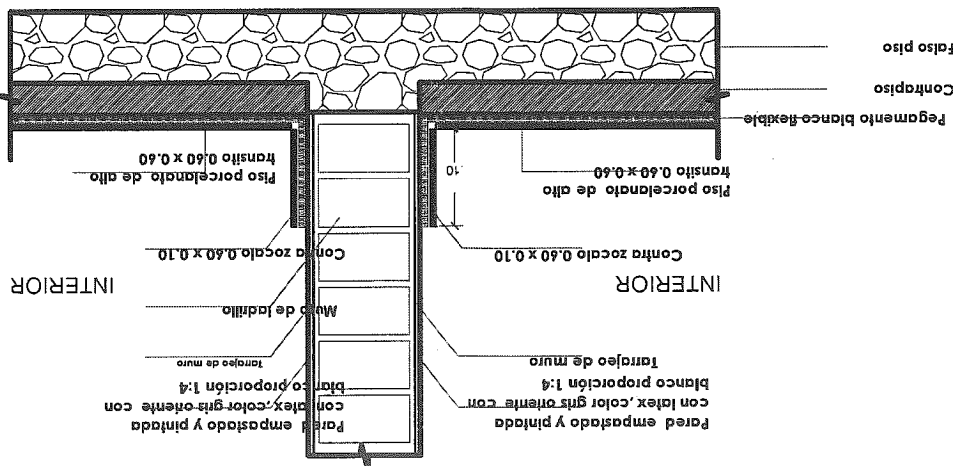 Pared empastado y pintada
con latex ,color gris oriente con
blanco proporción 1:4
Tarrajeo de muro
INTERIOR
Contra zocalo 0.60 x 0.10
Piso porcelanato de alto
transito 0.60 x 0.60
.10
Pegamento blanco flexible
Contrapiso
Falso piso
Pared empastado y pintada
con latex ,color gris oriente con
blanco proporción 1:4
Tarrajeo de muro
Muro de ladrillo
INTERIOR
Contra zocalo 0.60 x 0.10
Piso porcelanato de alto
transito 0.60 x 0.60